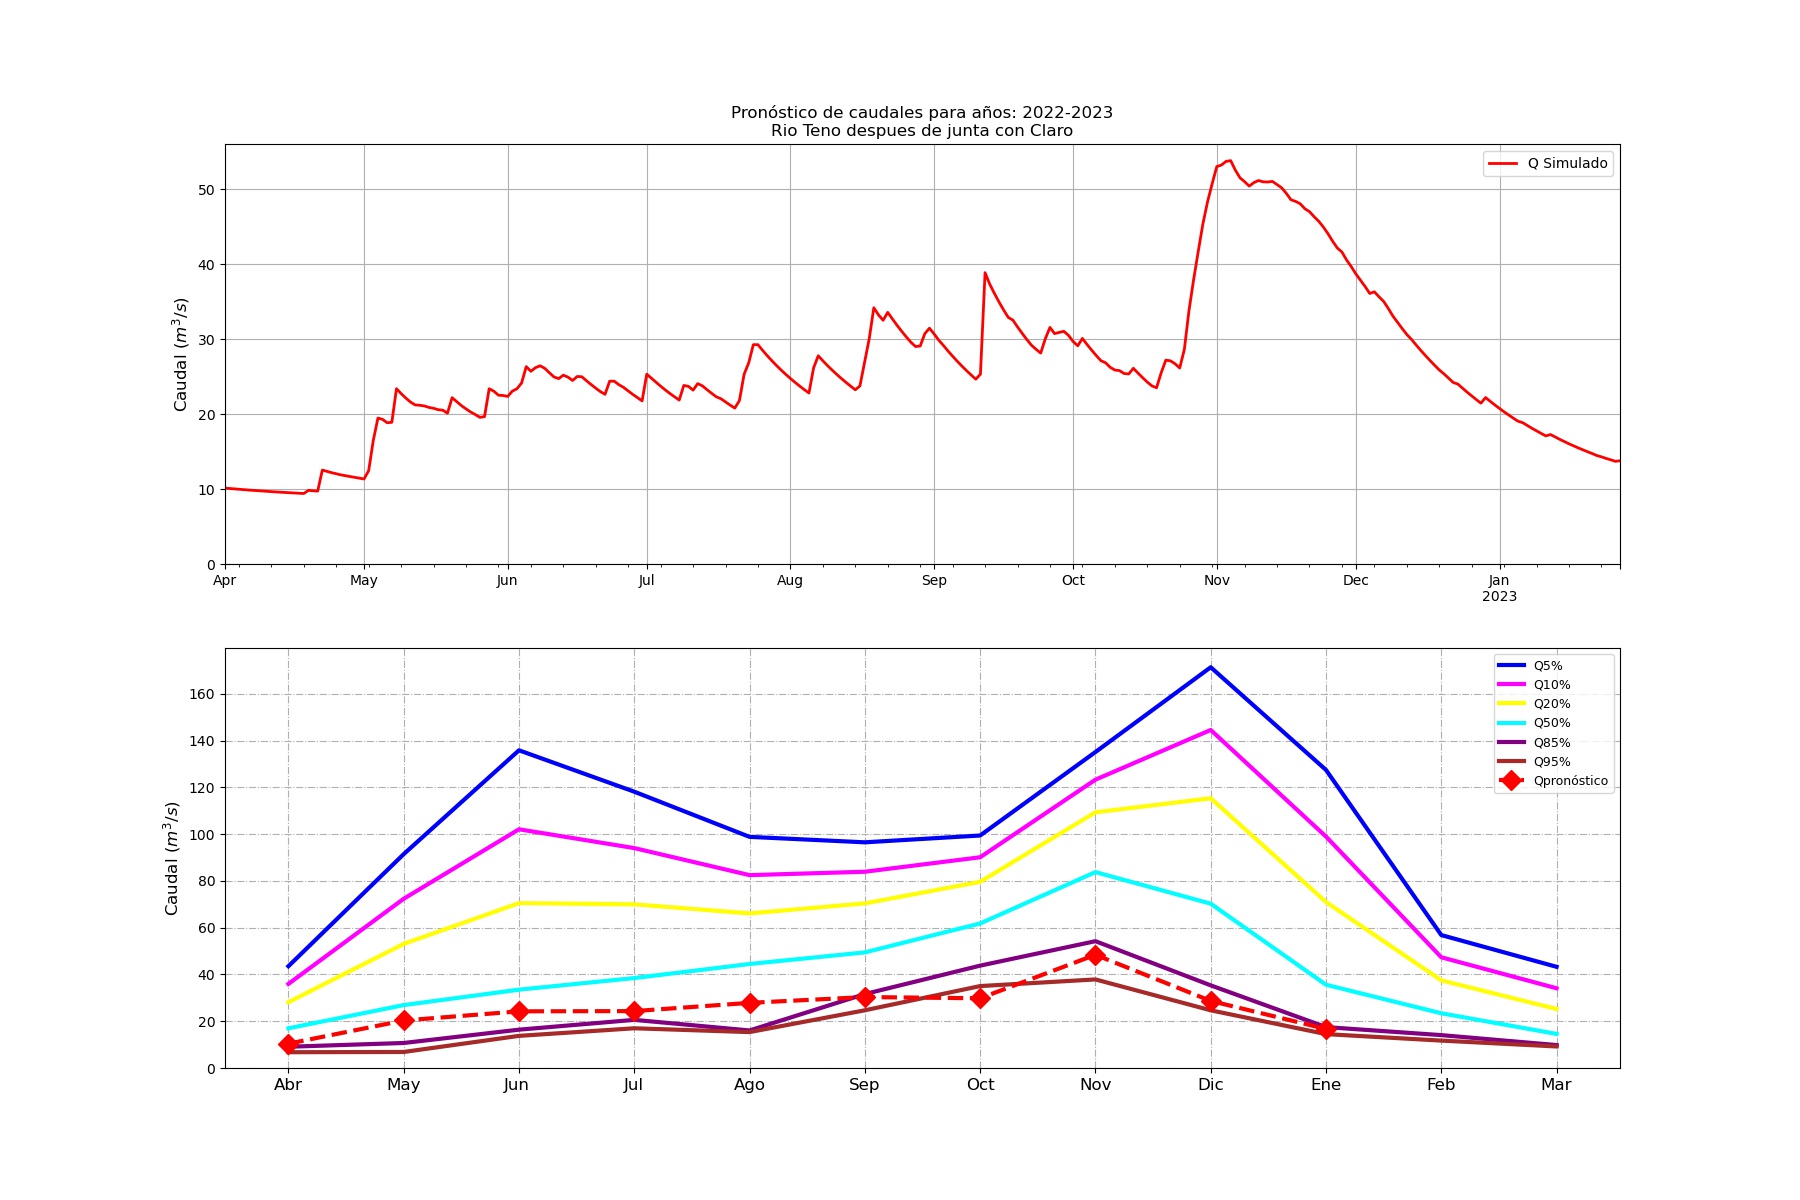 Pronóstico de caudales para años: 2022-2023
Rio Teno despues de junta con Claro
Caudal (m³/s)
50
40
30
20
10
0
Q Simulado
Apr May Jun Jul Aug Sep Oct Nov Dec Jan
2023
Caudal (m³/s)
160
140
120
100
80
60
40
20
0
Q5%
Q10%
Q20%
Q50%
Q85%
Q95%
Qpronóstico
Abr May Jun Jul Ago Sep Oct Nov Dic Ene Feb Mar